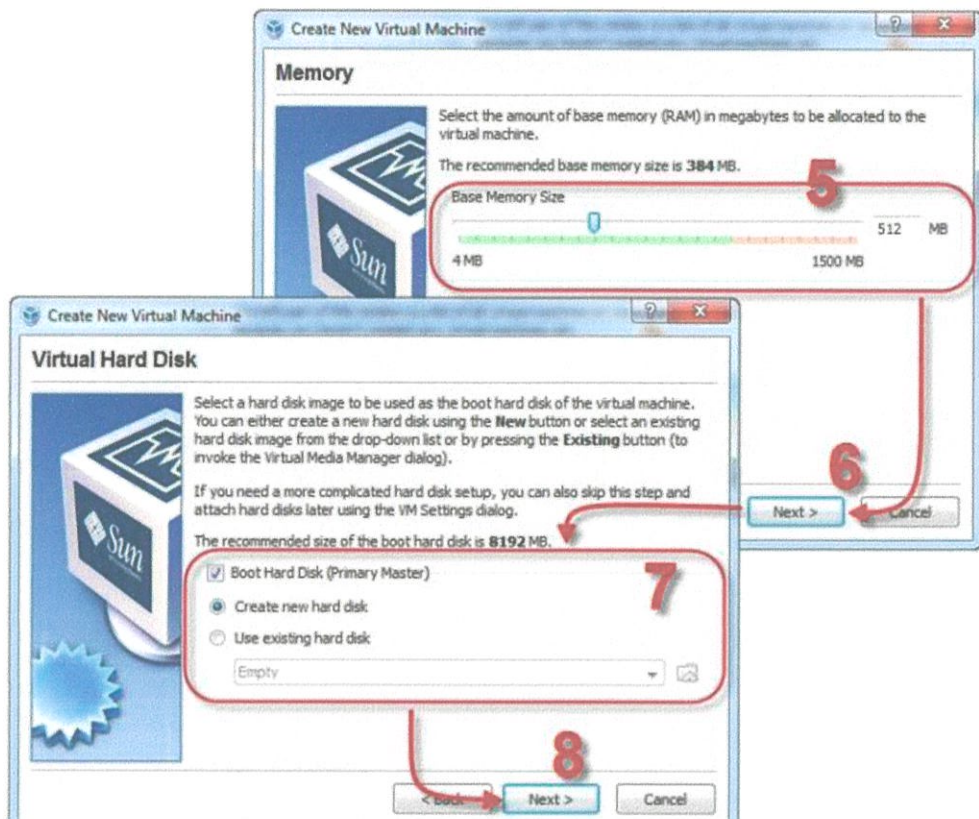 Create New Virtual Machine
Memory
Select the amount of base memory (RAM) in megabytes to be allocated to the
virtual machine.
The recommended base memory size is 384 MB.
5
Base Memory Size
512 MB
4 MB 1500 MB
Sun
6
Next > Cancel
Create New Virtual Machine
Virtual Hard Disk
Select a hard disk image to be used as the boot hard disk of the virtual machine.
You can either create a new hard disk using the New button or select an existing
hard disk image from the drop-down list or by pressing the Existing button (to
invoke the Virtual Media Manager dialog).
If you need a more complicated hard disk setup, you can also skip this step and
attach hard disks later using the VM Settings dialog.
The recommended size of the boot hard disk is 8192 MB.
Sun
7
Boot Hard Disk (Primary Master)
Create new hard disk
Use existing hard disk
Empty
8
< Back Next > Cancel